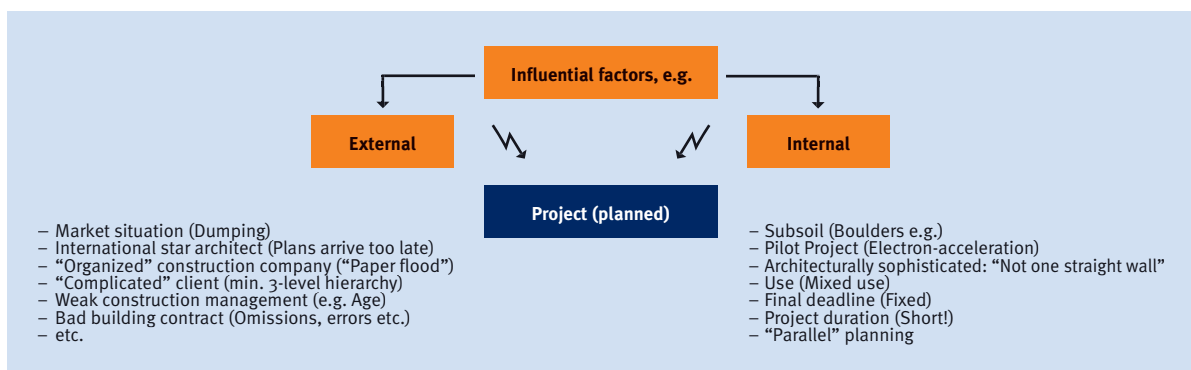 Influential factors, e.g.
External
Internal
Project (planned)
– Market situation (Dumping)
– International star architect (Plans arrive too late)
– “Organized” construction company (“Paper flood”)
– “Complicated” client (min. 3-level hierarchy)
– Weak construction management (e.g. Age)
– Bad building contract (Omissions, errors etc.)
– etc.
– Subsoil (Boulders e.g.)
– Pilot Project (Electron-acceleration)
– Architecturally sophisticated: “Not one straight wall”
– Use (Mixed use)
– Final deadline (Fixed)
– Project duration (Short!)
– “Parallel” planning